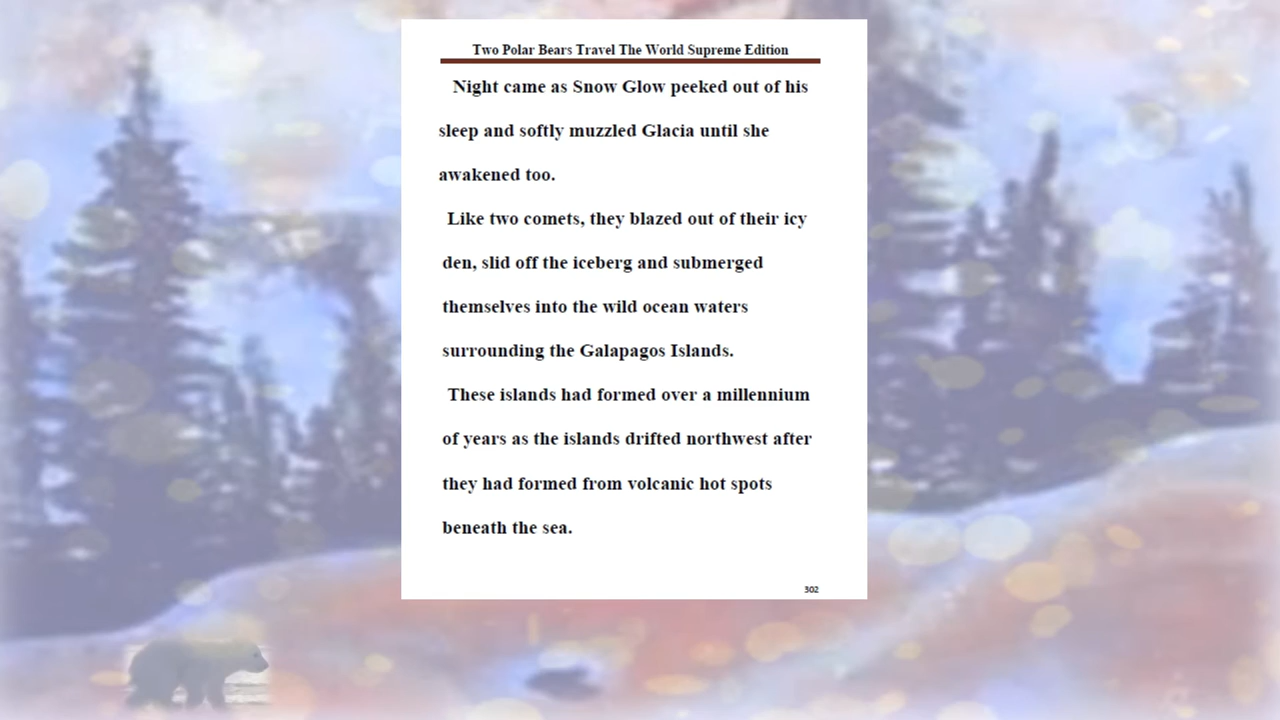 Two Polar Bears Travel The World Supreme Edition
Night came as Snow Glow peeked out of his
sleep and softly muzzled Glacia until she
awakened too.
Like two comets, they blazed out of their icy
den, slid off the iceberg and submerged
themselves into the wild ocean waters
surrounding the Galapagos Islands.
These islands had formed over a millennium
of years as the islands drifted northwest after
they had formed from volcanic hot spots
beneath the sea.
302